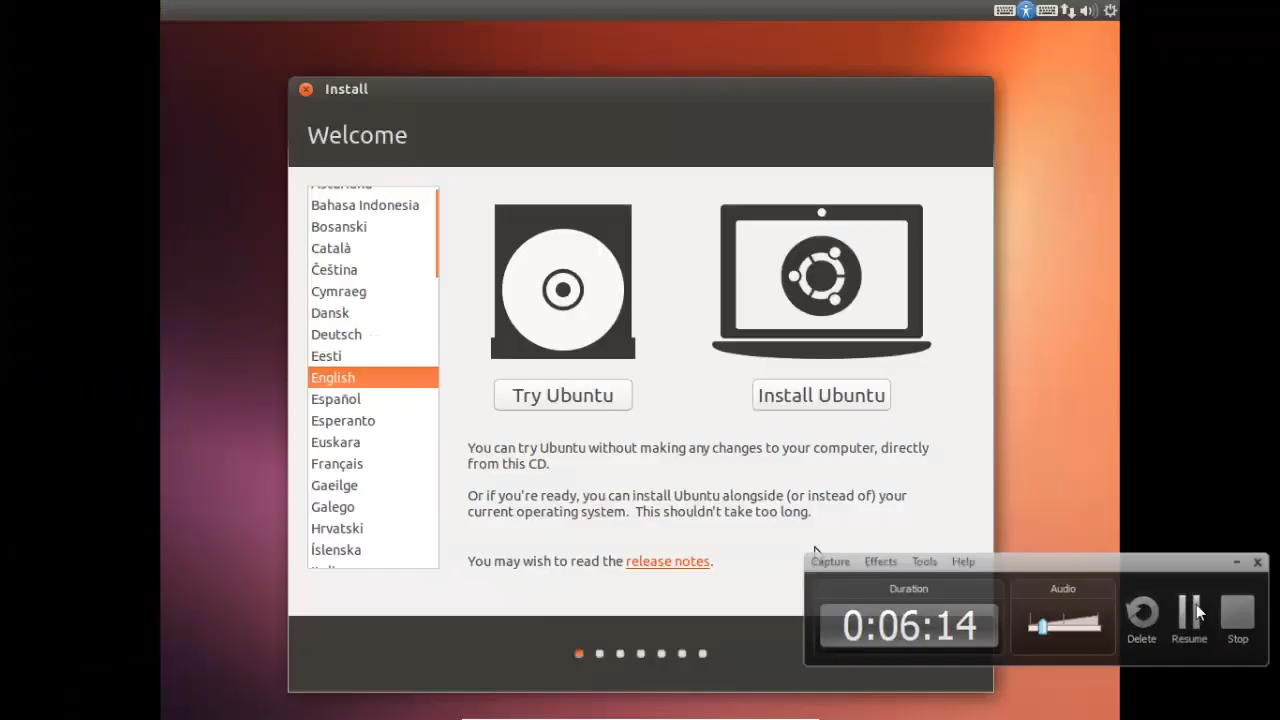 Install
Welcome
Bahasa Indonesia
Bosanski
Català
Čeština
Cymraeg
Dansk
Deutsch
Eesti
English
Español
Esperanto
Euskara
Français
Gaeilge
Galego
Hrvatski
Íslenska
Try Ubuntu
Install Ubuntu
You can try Ubuntu without making any changes to your computer, directly
from this CD.
Or if you're ready, you can install Ubuntu alongside (or instead of) your
current operating system. This shouldn't take too long.
You may wish to read the release notes.
Capture Effects Tools Help
Duration
0:06:14
Audio
Delete
Resume
Stop